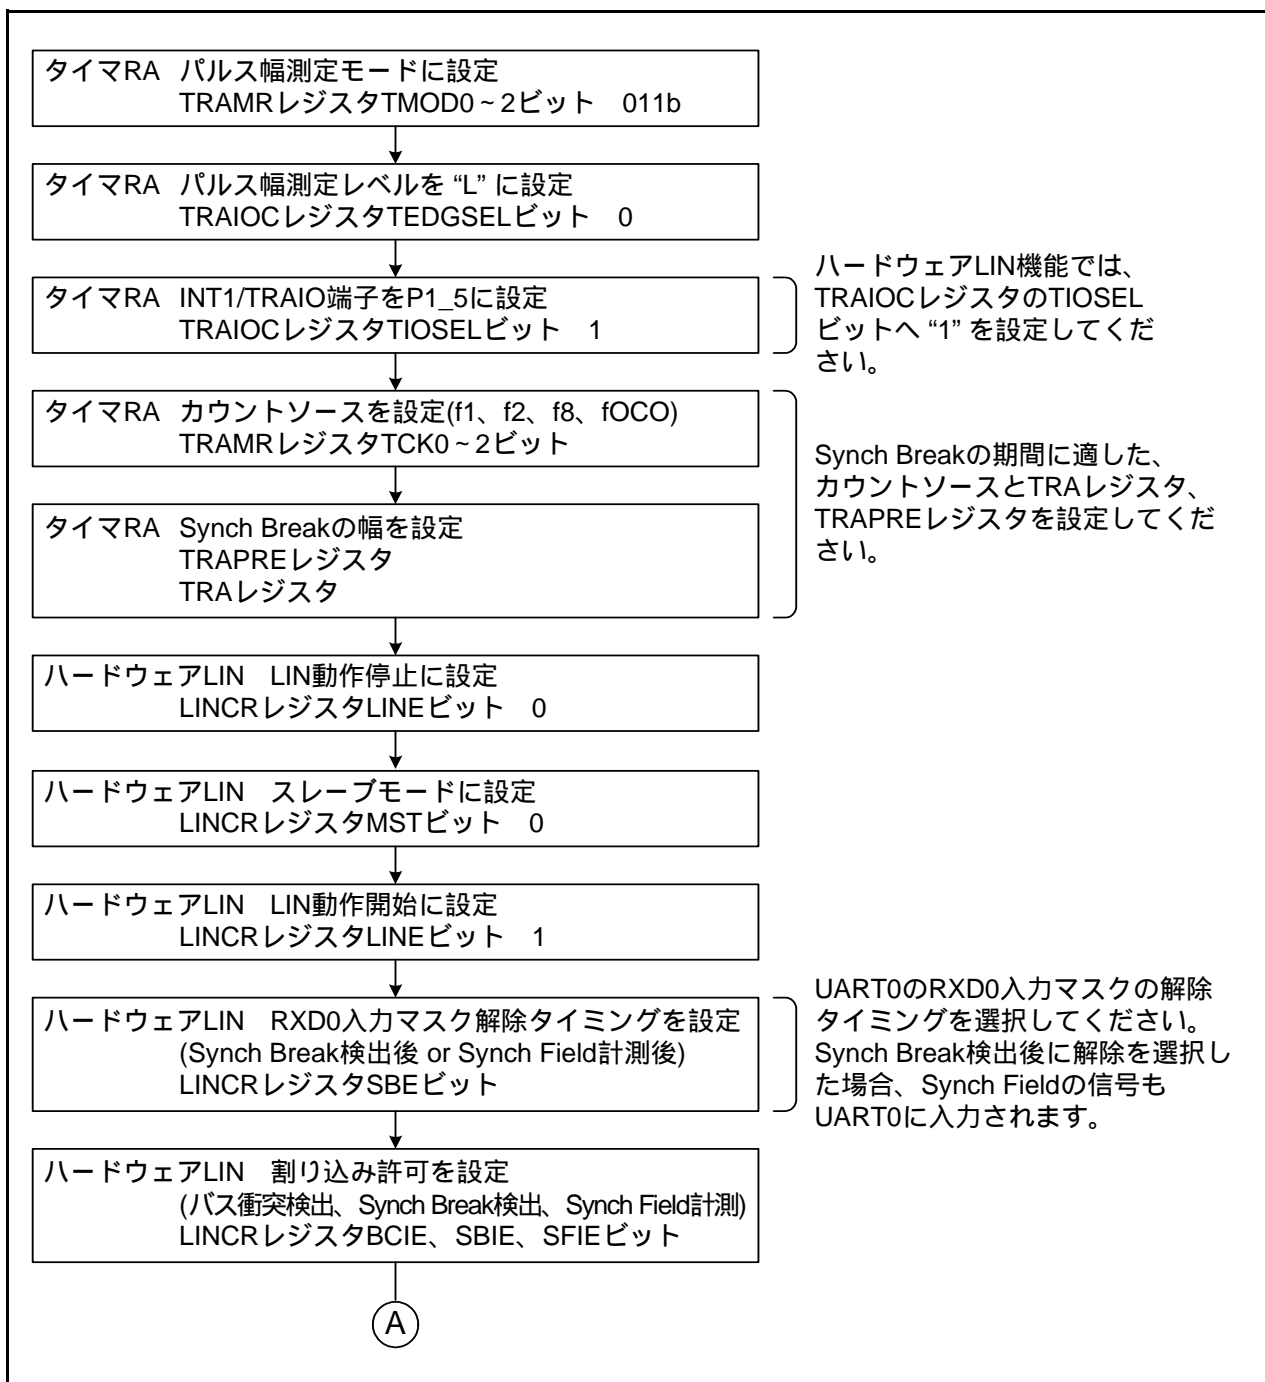 タイマRA パルス幅測定モードに設定
TRAMRレジスタTMOD0～2ビット 011b
タイマRA パルス幅測定レベルを “L” に設定
TRAIOCレジスタTEDGSELビット 0
タイマRA INT1/TRAIO端子をP1_5に設定
TRAIOCレジスタTIOSELビット 1
ハードウェアLIN機能では、
TRAIOCレジスタのTIOSEL
ビットへ “1” を設定してくだ
さい。
タイマRA カウントソースを設定(f1、f2、f8、fOCO)
TRAMRレジスタTCK0～2ビット
タイマRA Synch Breakの幅を設定
TRAPREレジスタ
TRAレジスタ
Synch Breakの期間に適した、
カウントソースとTRAレジスタ、
TRAPREレジスタを設定してくだ
さい。
ハードウェアLIN LIN動作停止に設定
LINCRレジスタLINEビット 0
ハードウェアLIN スレーブモードに設定
LINCRレジスタMSTビット 0
ハードウェアLIN LIN動作開始に設定
LINCRレジスタLINEビット 1
ハードウェアLIN RXD0入力マスク解除タイミングを設定
(Synch Break検出後 or Synch Field計測後)
LINCRレジスタSBEビット
UART0のRXD0入力マスクの解除
タイミングを選択してください。
Synch Break検出後に解除を選択し
た場合、Synch Fieldの信号も
UART0に入力されます。
ハードウェアLIN 割り込み許可を設定
(バス衝突検出、Synch Break検出、Synch Field計測)
LINCRレジスタBCIE、SBIE、SFIEビット
A